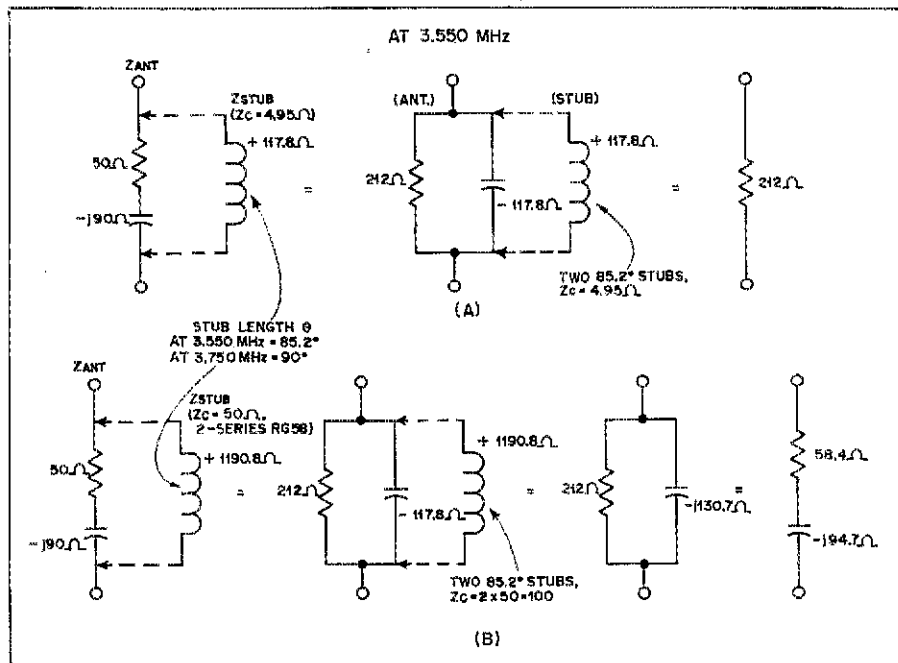 AT 3.550 MHz
ZANT
ZSTUB
(Zc = 4.95Ω)
+ 117.8Ω
50Ω
-j90Ω
=
(ANT.)
(STUB)
+ 117.8Ω
212Ω
- 117.8Ω
TWO 85.2° STUBS,
Zc = 4.95Ω
=
212Ω
(A)
STUB LENGTH θ
AT 3.550 MHz = 85.2°
AT 3.750 MHz = 90°
ZANT
ZSTUB
(Zc = 50Ω,
2-SERIES RG58)
+ 1190.8Ω
50Ω
-j90Ω
=
+ 1190.8Ω
212Ω
- 117.8Ω
TWO 85.2° STUBS,
Zc = 2 x 50 = 100
=
212Ω
-j130.7Ω
=
58.4Ω
-j94.7Ω
(B)